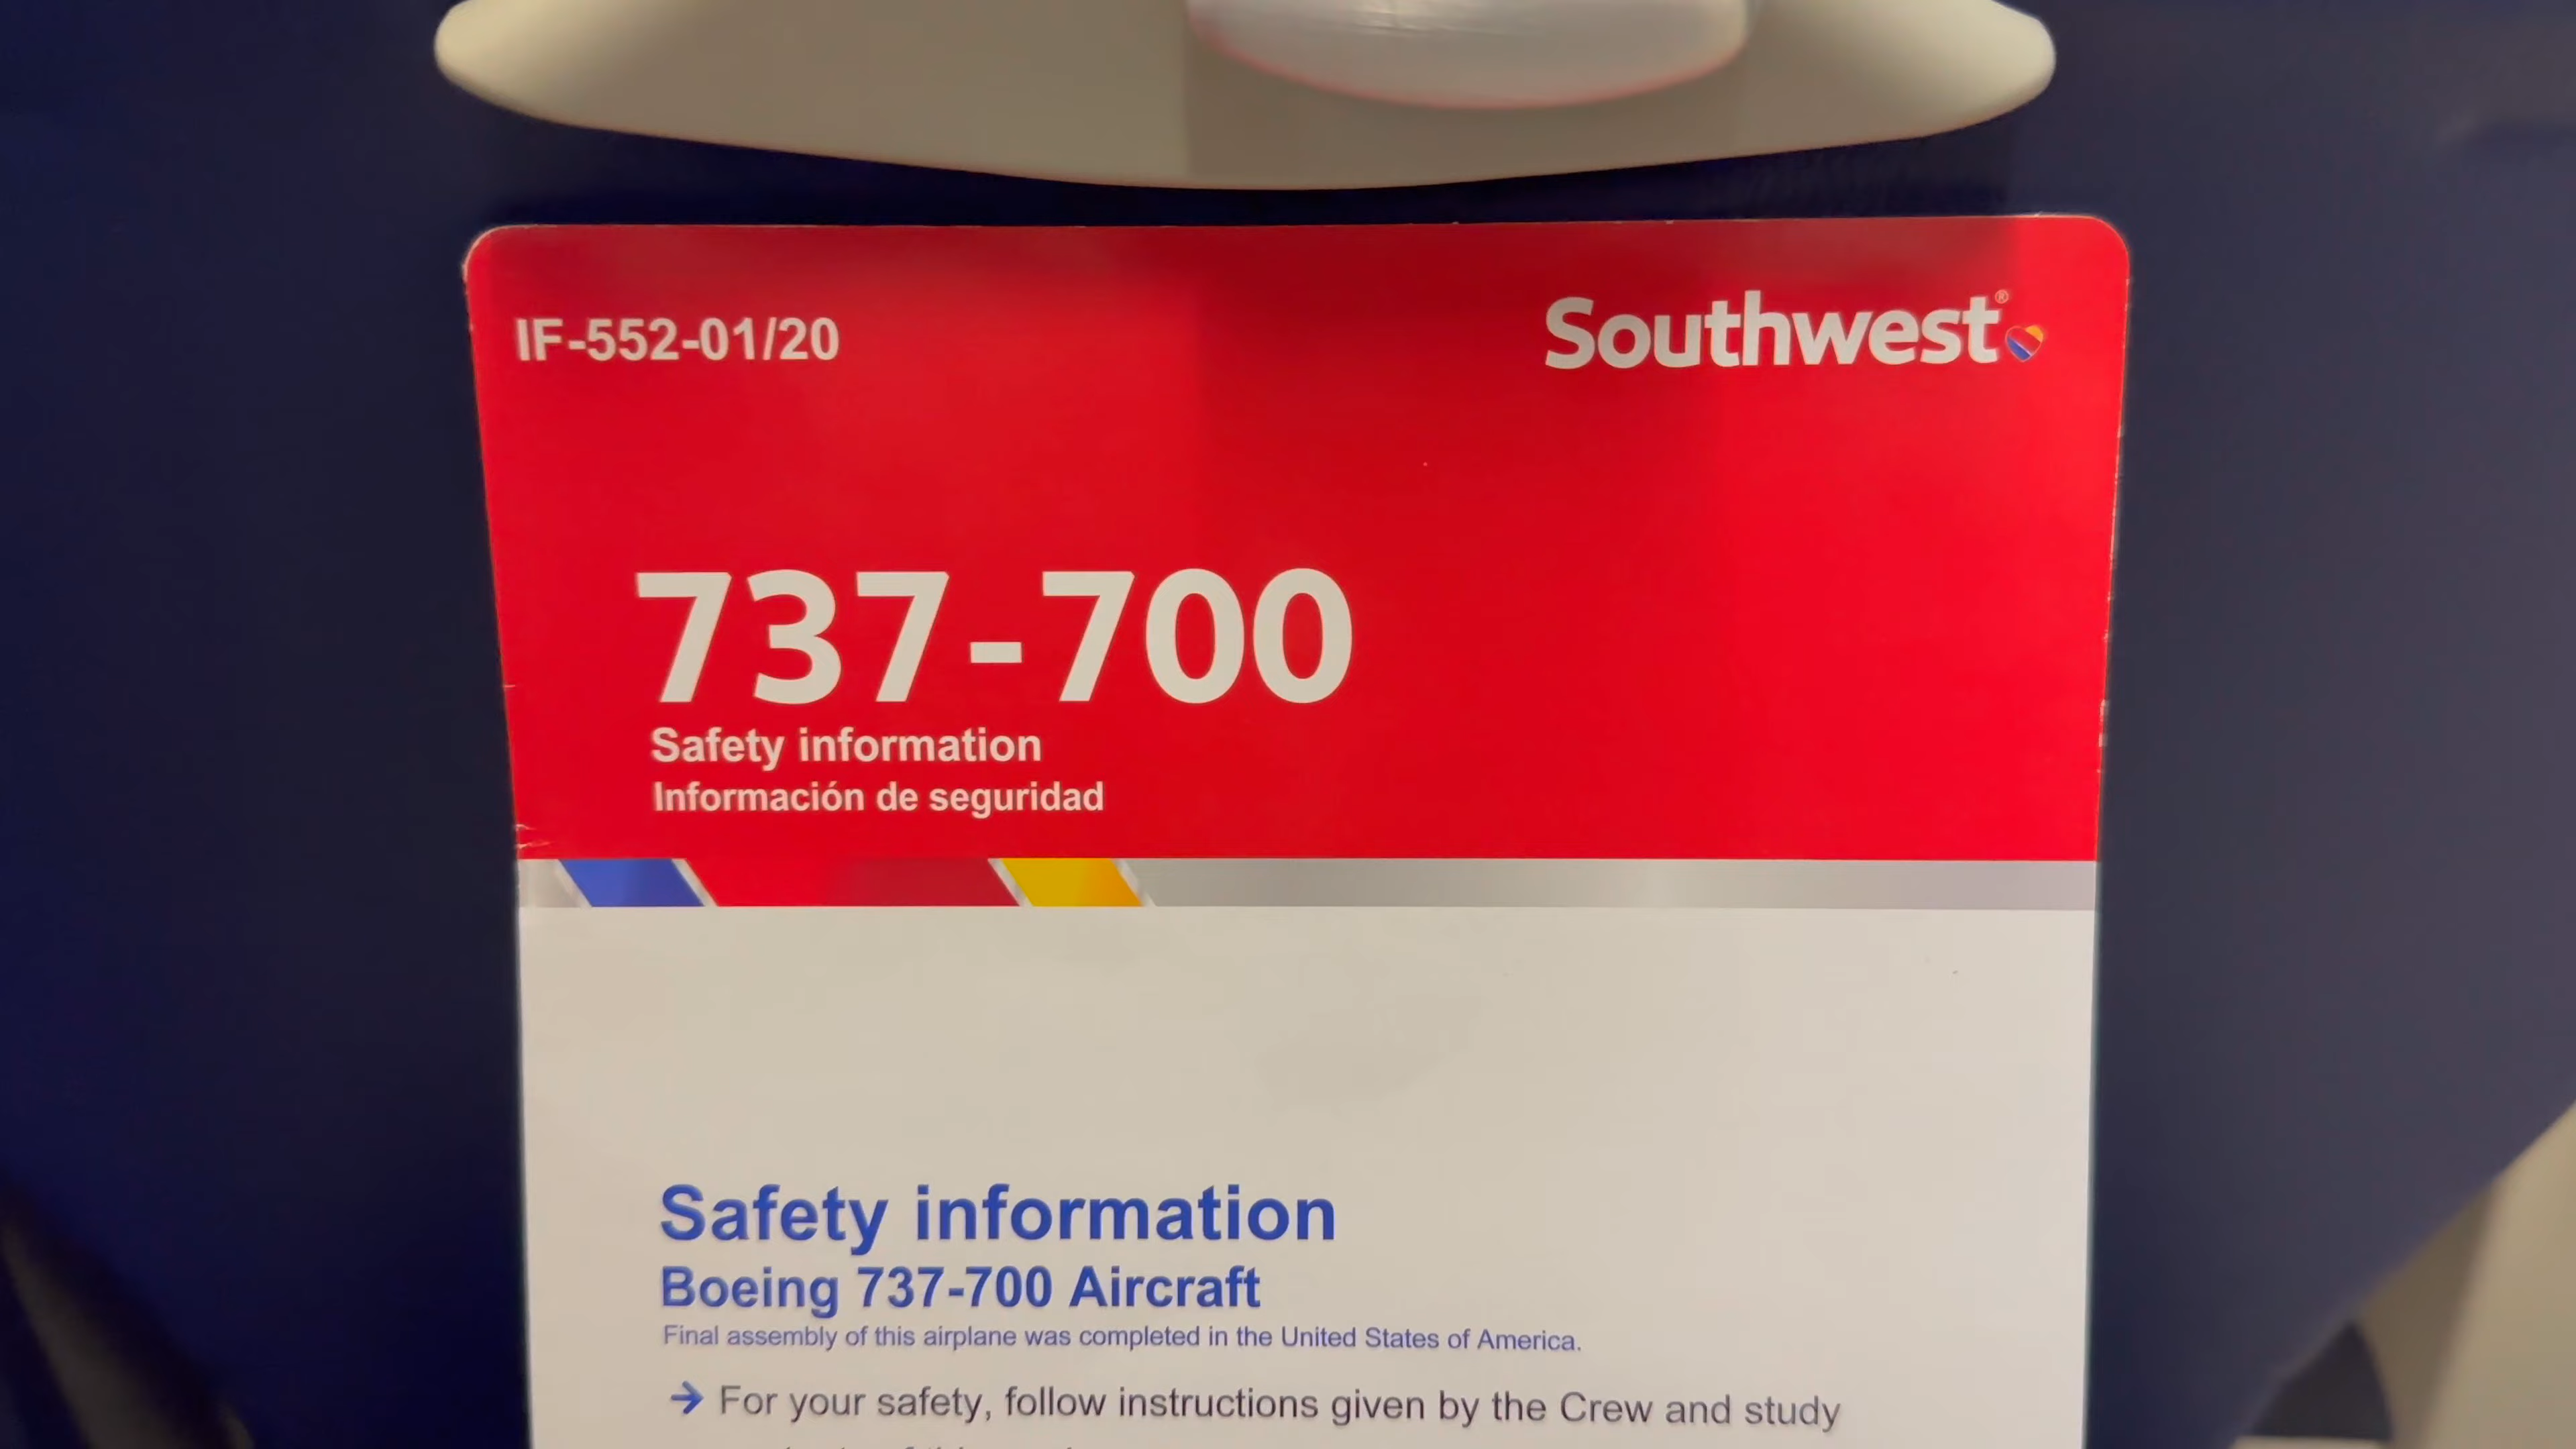 IF-552-01/20
Southwest®
737-700
Safety information
Información de seguridad
Safety information
Boeing 737-700 Aircraft
Final assembly of this airplane was completed in the United States of America.
→ For your safety, follow instructions given by the Crew and study